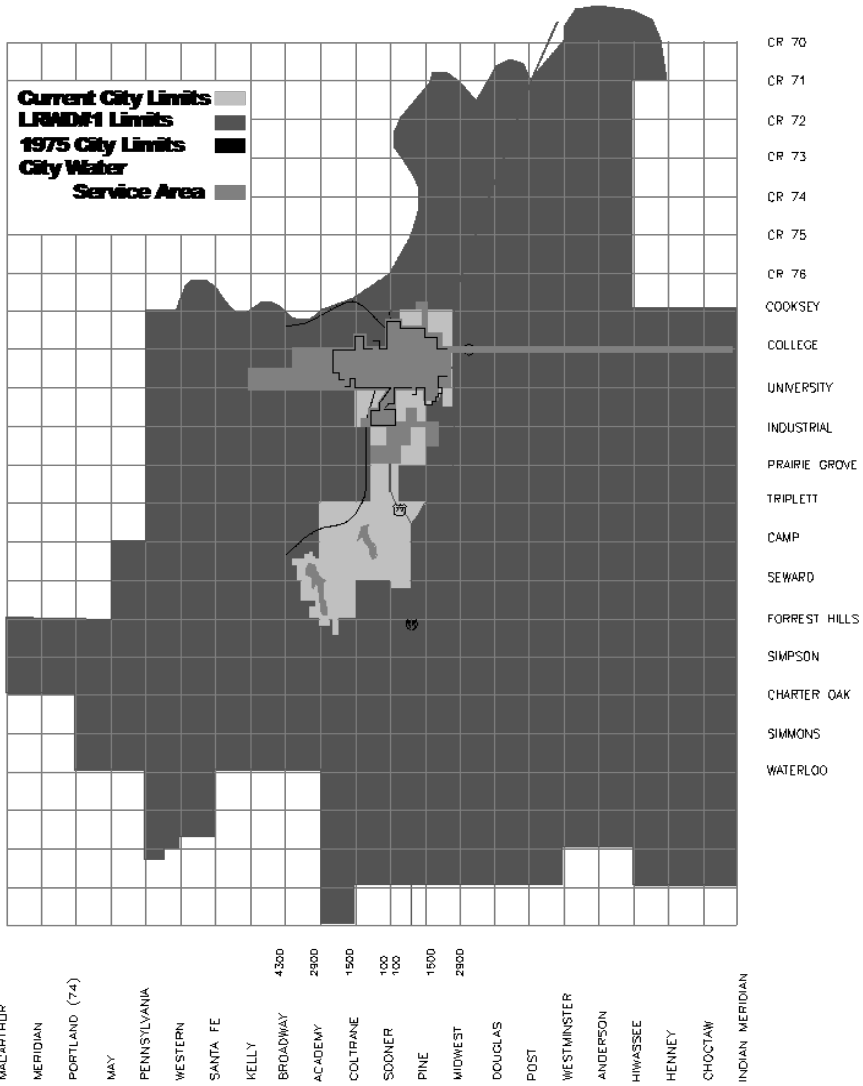 CR 70
CR 71
Current City Limits
LRWD#1 Limits
CR 72
1975 City Limits
City Water
CR 73
Service Area
CR 74
CR 75
CR 76
COOKSEY
COLLEGE
UNIVERSITY
INDUSTRIAL
PRAIRIE GROVE
TRIPLETT
CAMP
SEWARD
FORREST HILLS
SIMPSON
CHARTER OAK
SIMMONS
WATERLOO
4300
2900
1500
100
100
1500
2900
MACARTHUR
MERIDIAN
PORTLAND (74)
MAY
PENNSYLVANIA
WESTERN
SANTA FE
KELLY
BROADWAY
ACADEMY
COLTRANE
SOONER
PINE
MIDWEST
DOUGLAS
POST
WESTMINSTER
ANDERSON
HIWASSEE
HENNEY
CHOCTAW
INDIAN MERIDIAN